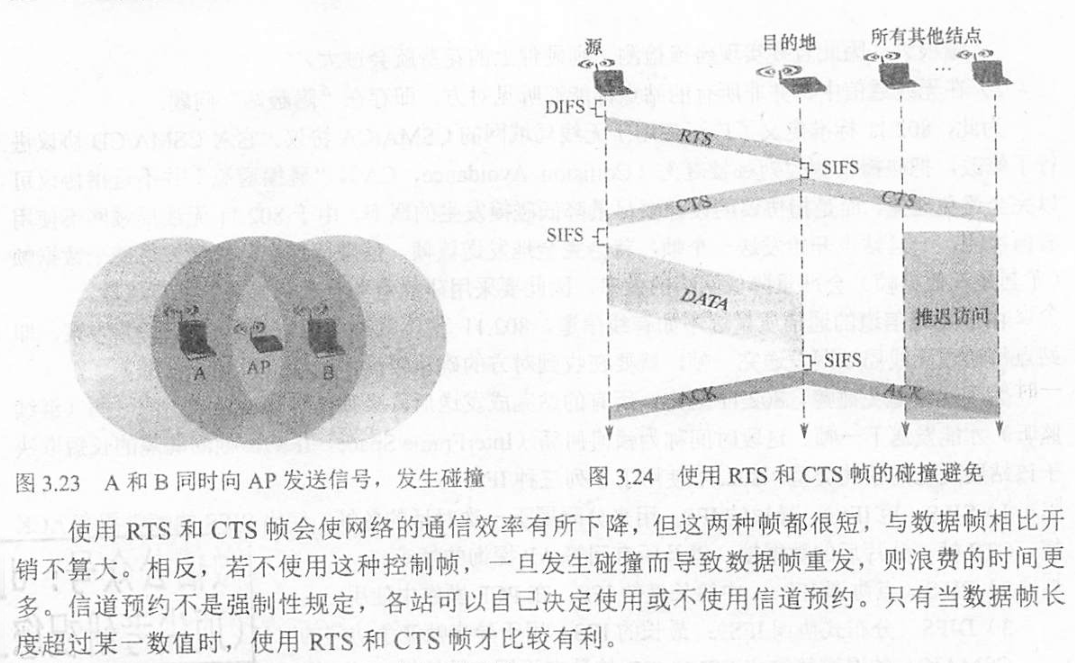 源
目的地
所有其他结点
...
DIFS
RTS
SIFS
CTS
CTS
SIFS
DATA
推迟访问
SIFS
ACK
ACK
A
AP
B
图 3.23 A 和 B 同时向 AP 发送信号，发生碰撞
图 3.24 使用 RTS 和 CTS 帧的碰撞避免
使用 RTS 和 CTS 帧会使网络的通信效率有所下降，但这两种帧都很短，与数据帧相比开
销不算大。相反，若不使用这种控制帧，一旦发生碰撞而导致数据帧重发，则浪费的时间更
多。信道预约不是强制性规定，各站可以自己决定使用或不使用信道预约。只有当数据帧长
度超过某一数值时，使用 RTS 和 CTS 帧才比较有利。